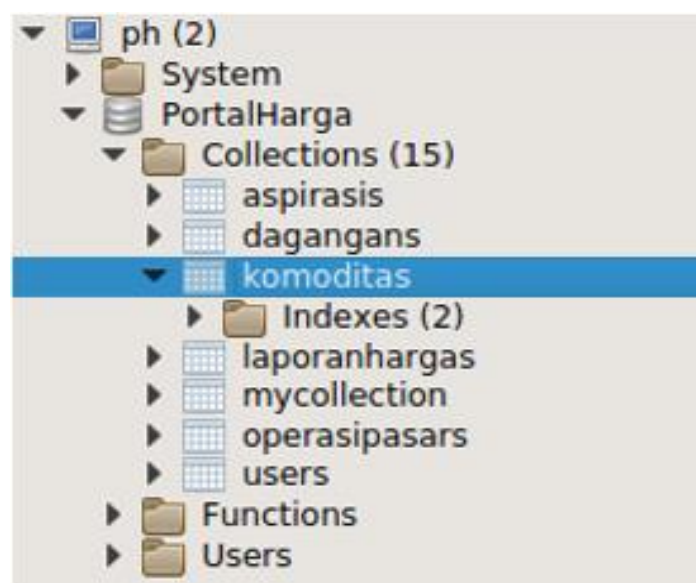 ph (2)
System
PortalHarga
Collections (15)
aspirasis
dagangans
komoditas
Indexes (2)
laporanhargas
mycollection
operasipasars
users
Functions
Users